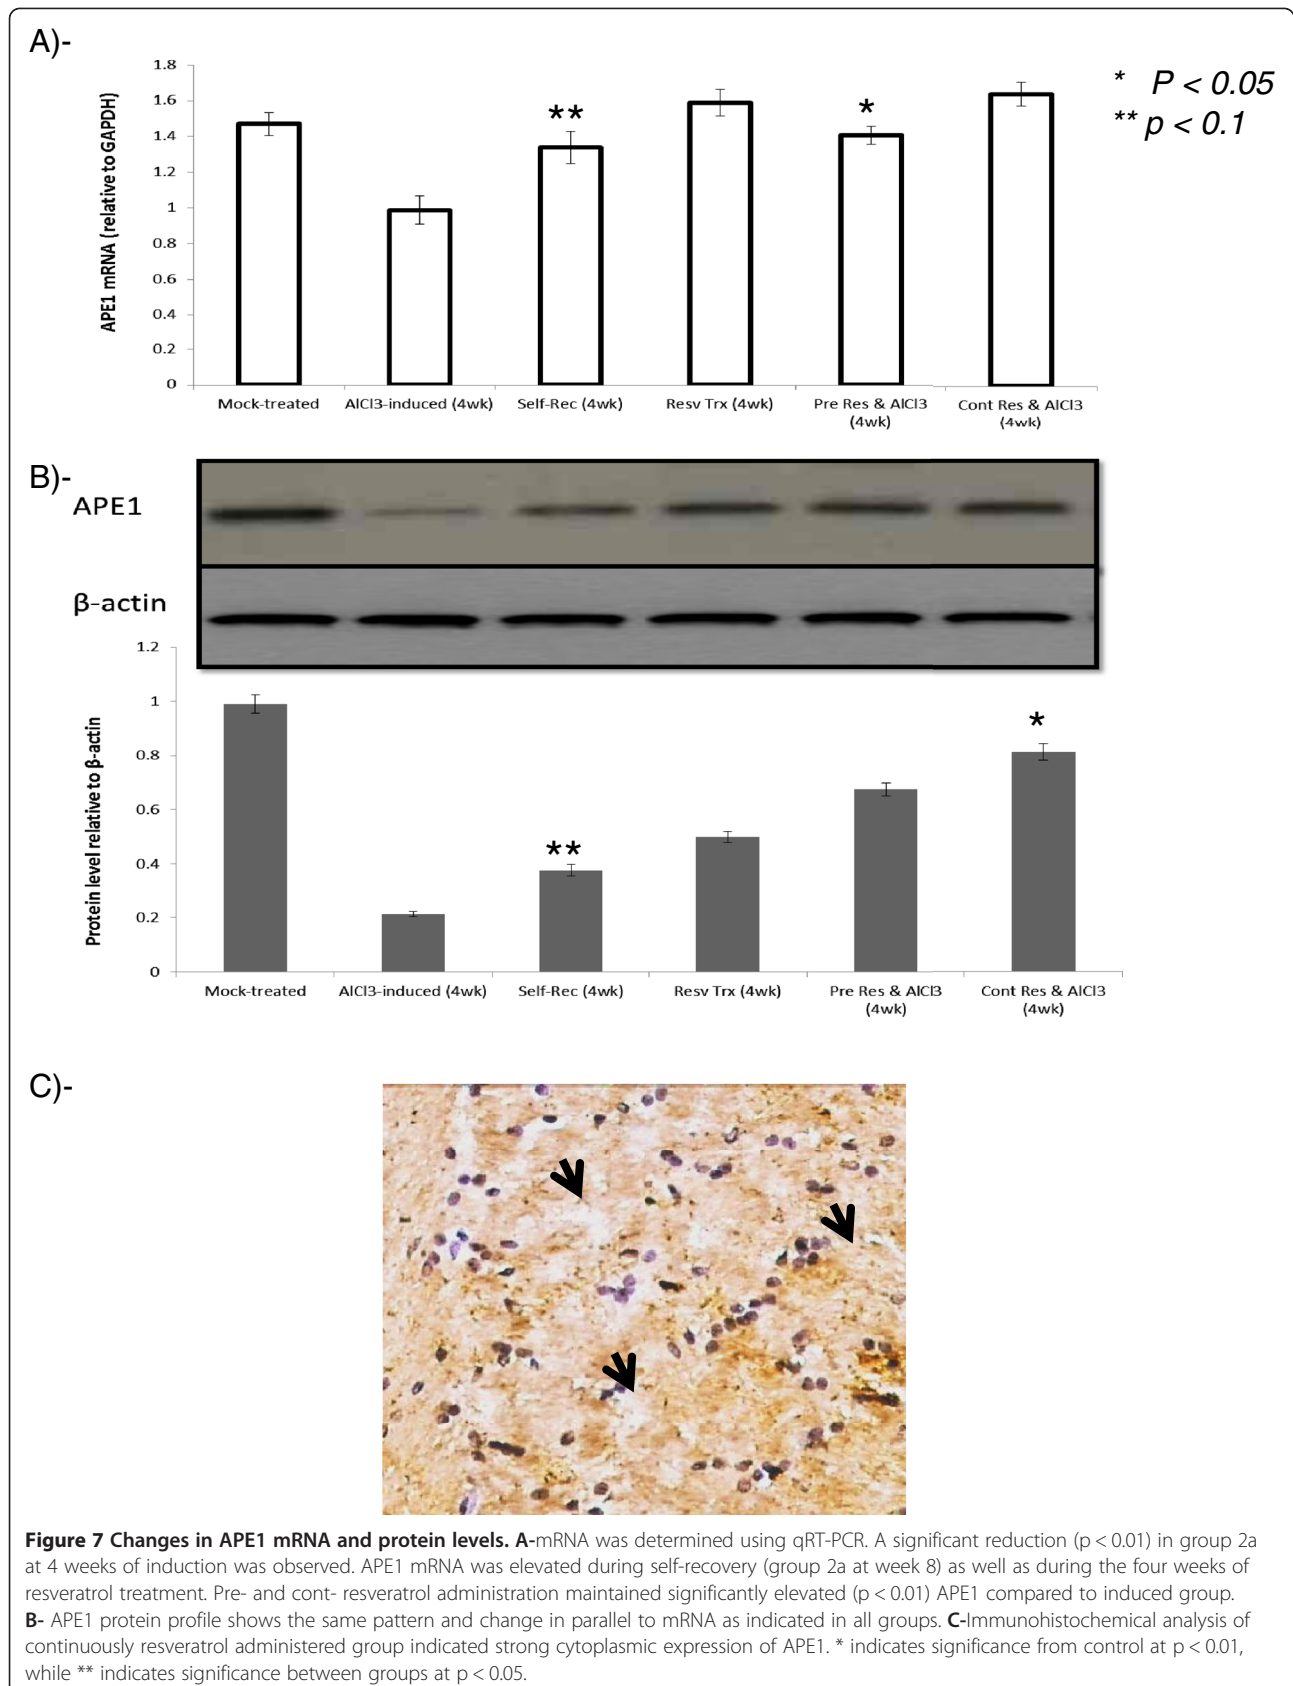 A)-
* P < 0.05
** p < 0.1
APE1 mRNA (relative to GAPDH)
1.8
1.6
1.4
1.2
1
0.8
0.6
0.4
0.2
0
** *
Mock-treated AlCl3-induced (4wk) Self-Rec (4wk) Resv Trx (4wk) Pre Res & AlCl3 (4wk) Cont Res & AlCl3 (4wk)
B)-
APE1
β-actin
Protein level relative to β-actin
1.2
1
0.8
0.6
0.4
0.2
0
** *
Mock-treated AlCl3-induced (4wk) Self-Rec (4wk) Resv Trx (4wk) Pre Res & AlCl3 (4wk) Cont Res & AlCl3 (4wk)
C)-
Figure 7 Changes in APE1 mRNA and protein levels. A-mRNA was determined using qRT-PCR. A significant reduction (p < 0.01) in group 2a
at 4 weeks of induction was observed. APE1 mRNA was elevated during self-recovery (group 2a at week 8) as well as during the four weeks of
resveratrol treatment. Pre- and cont- resveratrol administration maintained significantly elevated (p < 0.01) APE1 compared to induced group.
B- APE1 protein profile shows the same pattern and change in parallel to mRNA as indicated in all groups. C-Immunohistochemical analysis of
continuously resveratrol administered group indicated strong cytoplasmic expression of APE1. * indicates significance from control at p < 0.01,
while ** indicates significance between groups at p < 0.05.